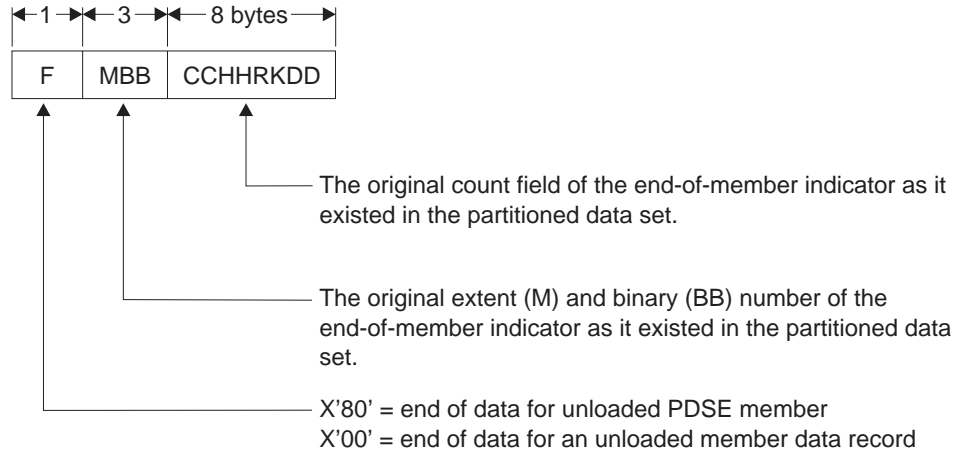 1 3 8 bytes
F MBB CCHHRKDD
The original count field of the end-of-member indicator as it
existed in the partitioned data set.
The original extent (M) and binary (BB) number of the
end-of-member indicator as it existed in the partitioned data
set.
X’80’ = end of data for unloaded PDSE member
X’00’ = end of data for an unloaded member data record